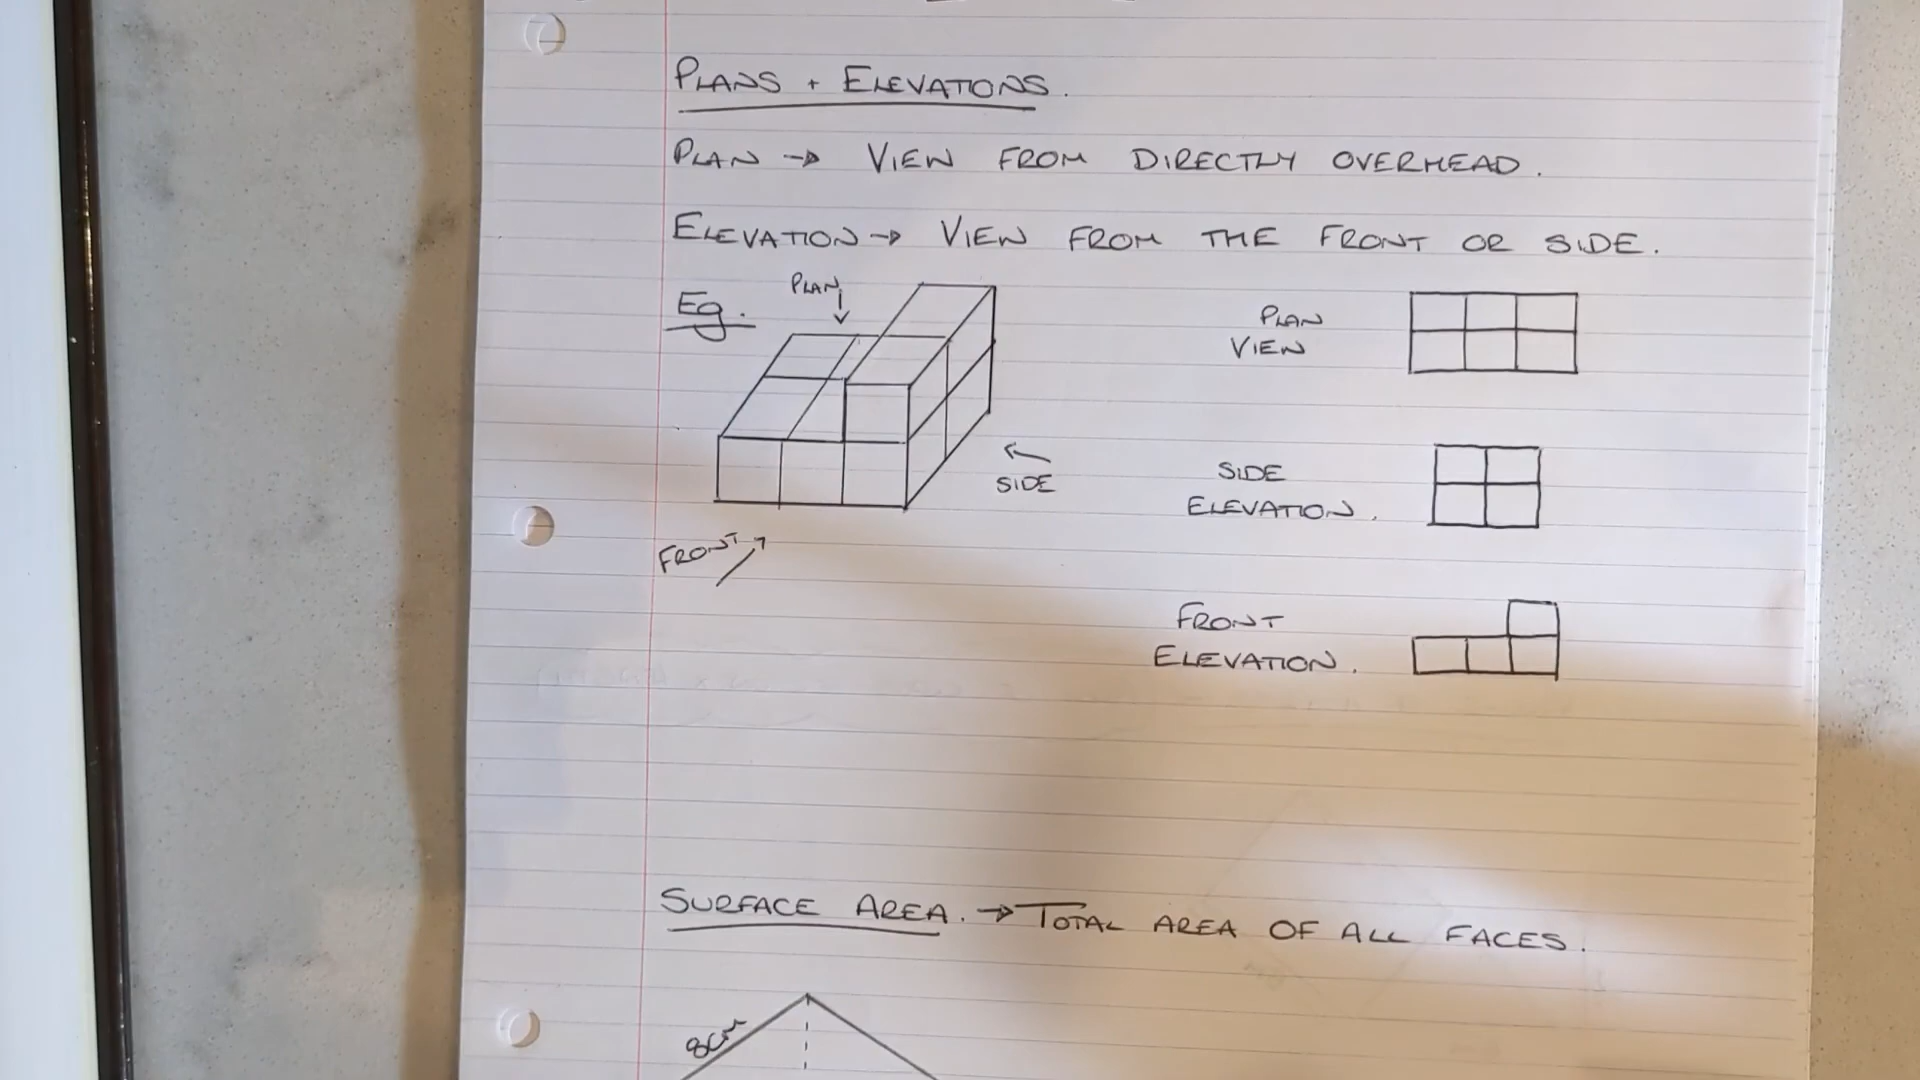 PLANS + ELEVATIONS.
PLAN → VIEW FROM DIRECTLY OVERHEAD.
ELEVATION → VIEW FROM THE FRONT OR SIDE.
Eg.
PLAN
SIDE
FRONT
PLAN
VIEW
SIDE
ELEVATION.
FRONT
ELEVATION.
SURFACE AREA. → TOTAL AREA OF ALL FACES.
8cm